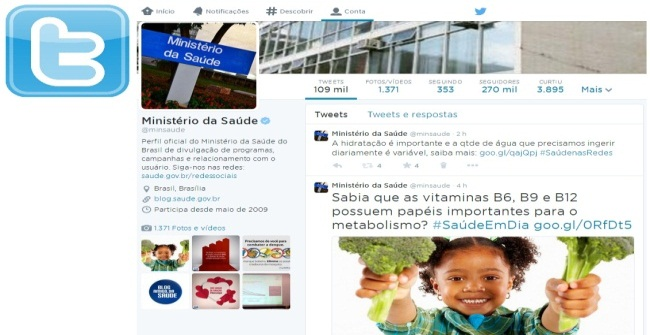 Início
Notificações
Descobrir
Conta
Ministério
da Saúde
TWEETS
109 mil
FOTOS/VÍDEOS
1.371
SEGUINDO
353
SEGUIDORES
270 mil
CURTIU
3.895
Mais
Ministério da Saúde
@minsaude
Perfil oficial do Ministério da Saúde do
Brasil de divulgação de programas,
campanhas e relacionamento com o
usuário. Siga-nos nas redes:
saude.gov.br/redessociais
Brasil, Brasília
blog.saude.gov.br
Participa desde maio de 2009
1.371 Fotos e vídeos
BLOG
DA
SAÚDE
Tweets
Tweets e respostas
Ministério da Saúde @minsaude · 2 h
A hidratação é importante e a qtde de água que precisamos ingerir
diariamente é variável, saiba mais: goo.gl/qajQpj #SaúdenasRedes
4
4
Ministério da Saúde @minsaude · 4 h
Sabia que as vitaminas B6, B9 e B12
possuem papéis importantes para o
metabolismo? #SaúdeEmDia goo.gl/0RfDt5